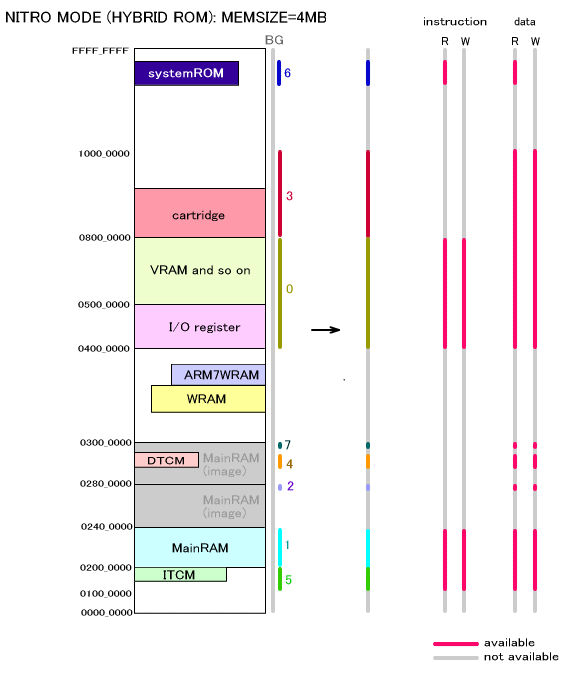 NITRO MODE (HYBRID ROM): MEMSIZE=4MB
instruction data
BG R W R W
FFFF_FFFF
systemROM 6
1000_0000
3
cartridge
0800_0000
VRAM and so on
0
0500_0000
I/O register
0400_0000
ARM7WRAM
WRAM
0300_0000
7
DTCM MainRAM 4
(image)
0280_0000
2
MainRAM
(image)
0240_0000
MainRAM 1
0200_0000
ITCM 5
0100_0000
0000_0000
available
not available